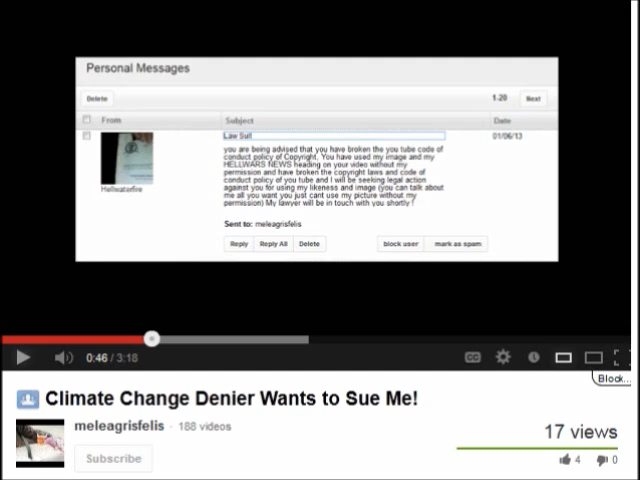 Personal Messages
Delete
1-20 Next
From Subject Date
Law Suit 01/06/13
you are being advised that you have broken the you tube code of
conduct policy of Copyright, You have used my image and my
HELLWARS NEWS heading on your video without my
permission and have broken the copyright laws and code of
conduct policy of you tube and I will be seeking legal action
against you for using my likeness and image (you can talk about
me all you want you just cant use my picture without my
permission) My lawyer will be in touch with you shortly !
Hellwaterfire
Sent to: meleagrisfelis
Reply Reply All Delete block user mark as spam
0:46 / 3:18 CC
Block...
Climate Change Denier Wants to Sue Me!
meleagrisfelis · 188 videos
17 views
Subscribe
4 0